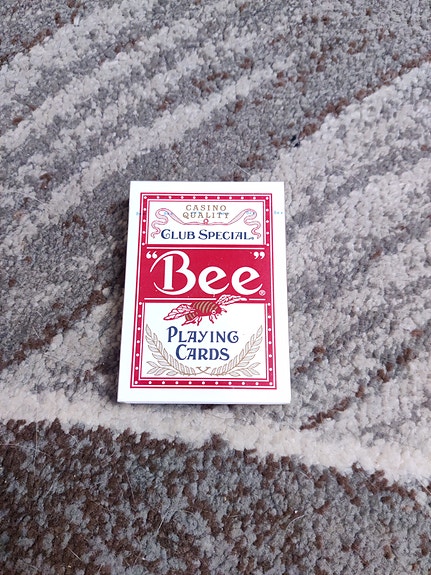 CASINO
QUALITY
CLUB SPECIAL
"Bee"®
PLAYING
CARDS